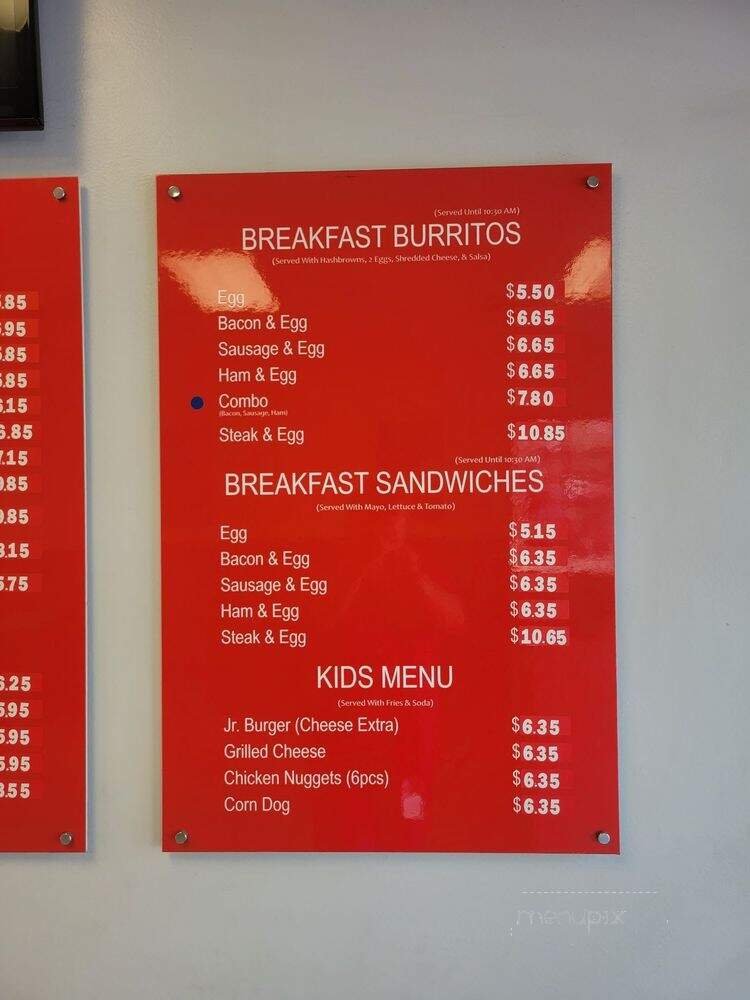 (Served Until 10:30 AM)
BREAKFAST BURRITOS
(Served With Hashbrowns, 2 Eggs, Shredded Cheese, & Salsa)
Egg $5.50
Bacon & Egg $6.65
Sausage & Egg $6.65
Ham & Egg $6.65
Combo $7.80
(Bacon, Sausage, Ham)
Steak & Egg $10.85
(Served Until 10:30 AM)
BREAKFAST SANDWICHES
(Served With Mayo, Lettuce & Tomato)
Egg $5.15
Bacon & Egg $6.35
Sausage & Egg $6.35
Ham & Egg $6.35
Steak & Egg $10.65
KIDS MENU
(Served With Fries & Soda)
Jr. Burger (Cheese Extra) $6.35
Grilled Cheese $6.35
Chicken Nuggets (6pcs) $6.35
Corn Dog $6.35
menupix